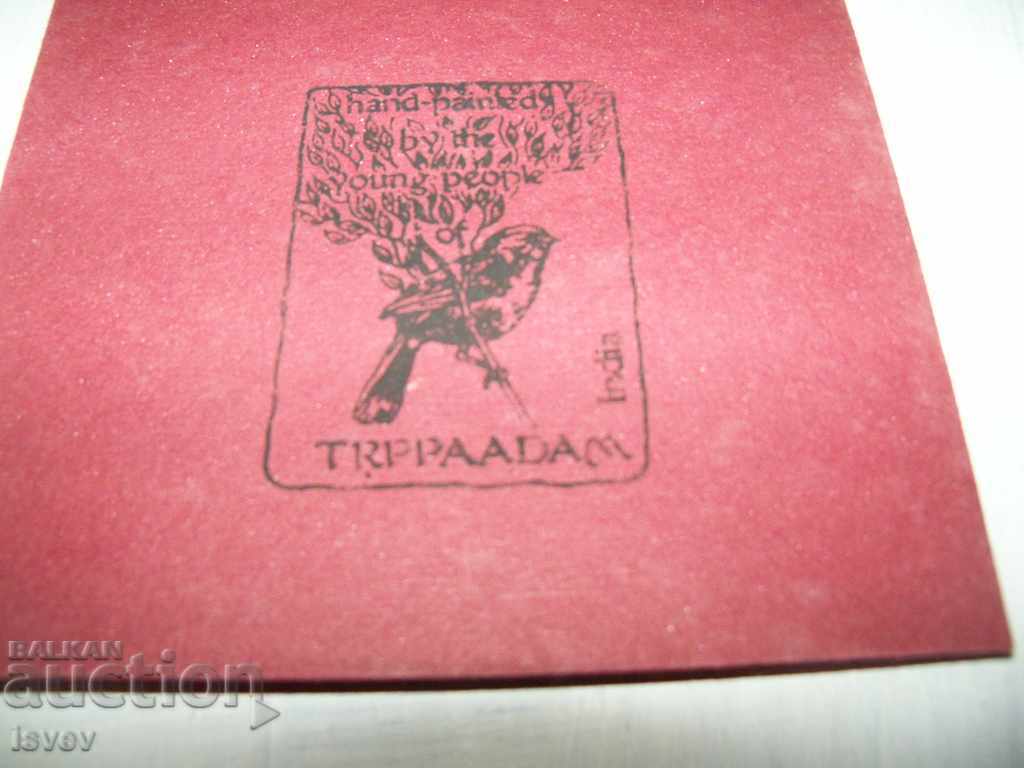 hand-painted
by the
young people
of
India
TRPPAADAM
BALKAN
auction
isvov